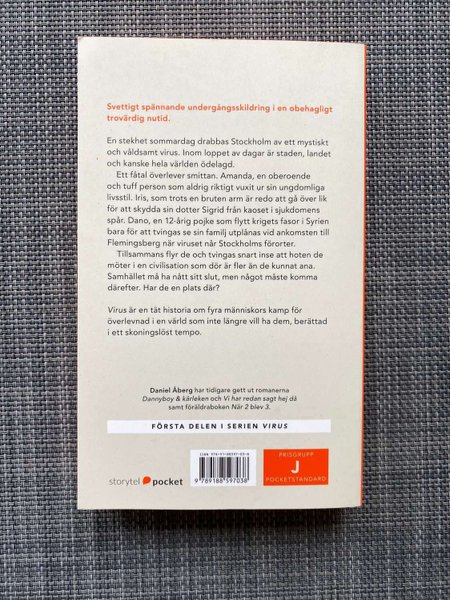 Svettigt spännande undergångsskildring i en obehagligt
trovärdig nutid.
En stekhet sommardag drabbas Stockholm av ett mystiskt
och våldsamt virus. Inom loppet av dagar är staden, landet
och kanske hela världen ödelagd.
Ett fåtal överlever smittan. Amanda, en oberoende
och tuff person som aldrig riktigt vuxit ur sin ungdomliga
livsstil. Iris, som trots en bruten arm är redo att gå över lik
för att skydda sin dotter Sigrid från kaoset i sjukdomens
spår. Dano, en 12-årig pojke som flytt krigets fasor i Syrien
bara för att tvingas se sin familj utplånas vid ankomsten till
Flemingsberg när viruset når Stockholms förorter.
Tillsammans flyr de och tvingas snart inse att hoten de
möter i en civilisation som dör är fler än de kunnat ana.
Samhället må ha nått sitt slut, men något måste komma
därefter. Har de en plats där?
Virus är en tät historia om fyra människors kamp för
överlevnad i en värld som inte längre vill ha dem, berättad
i ett skoningslöst tempo.
Daniel Åberg har tidigare gett ut romanerna
Dannyboy & kärleken och Vi har redan sagt hej då
samt föräldraboken När 2 blev 3.
FÖRSTA DELEN I SERIEN VIRUS
ISBN 978-91-88597-03-8
9 789188 597038
PRISGRUPP
J
POCKETSTANDARD
storytel pocket